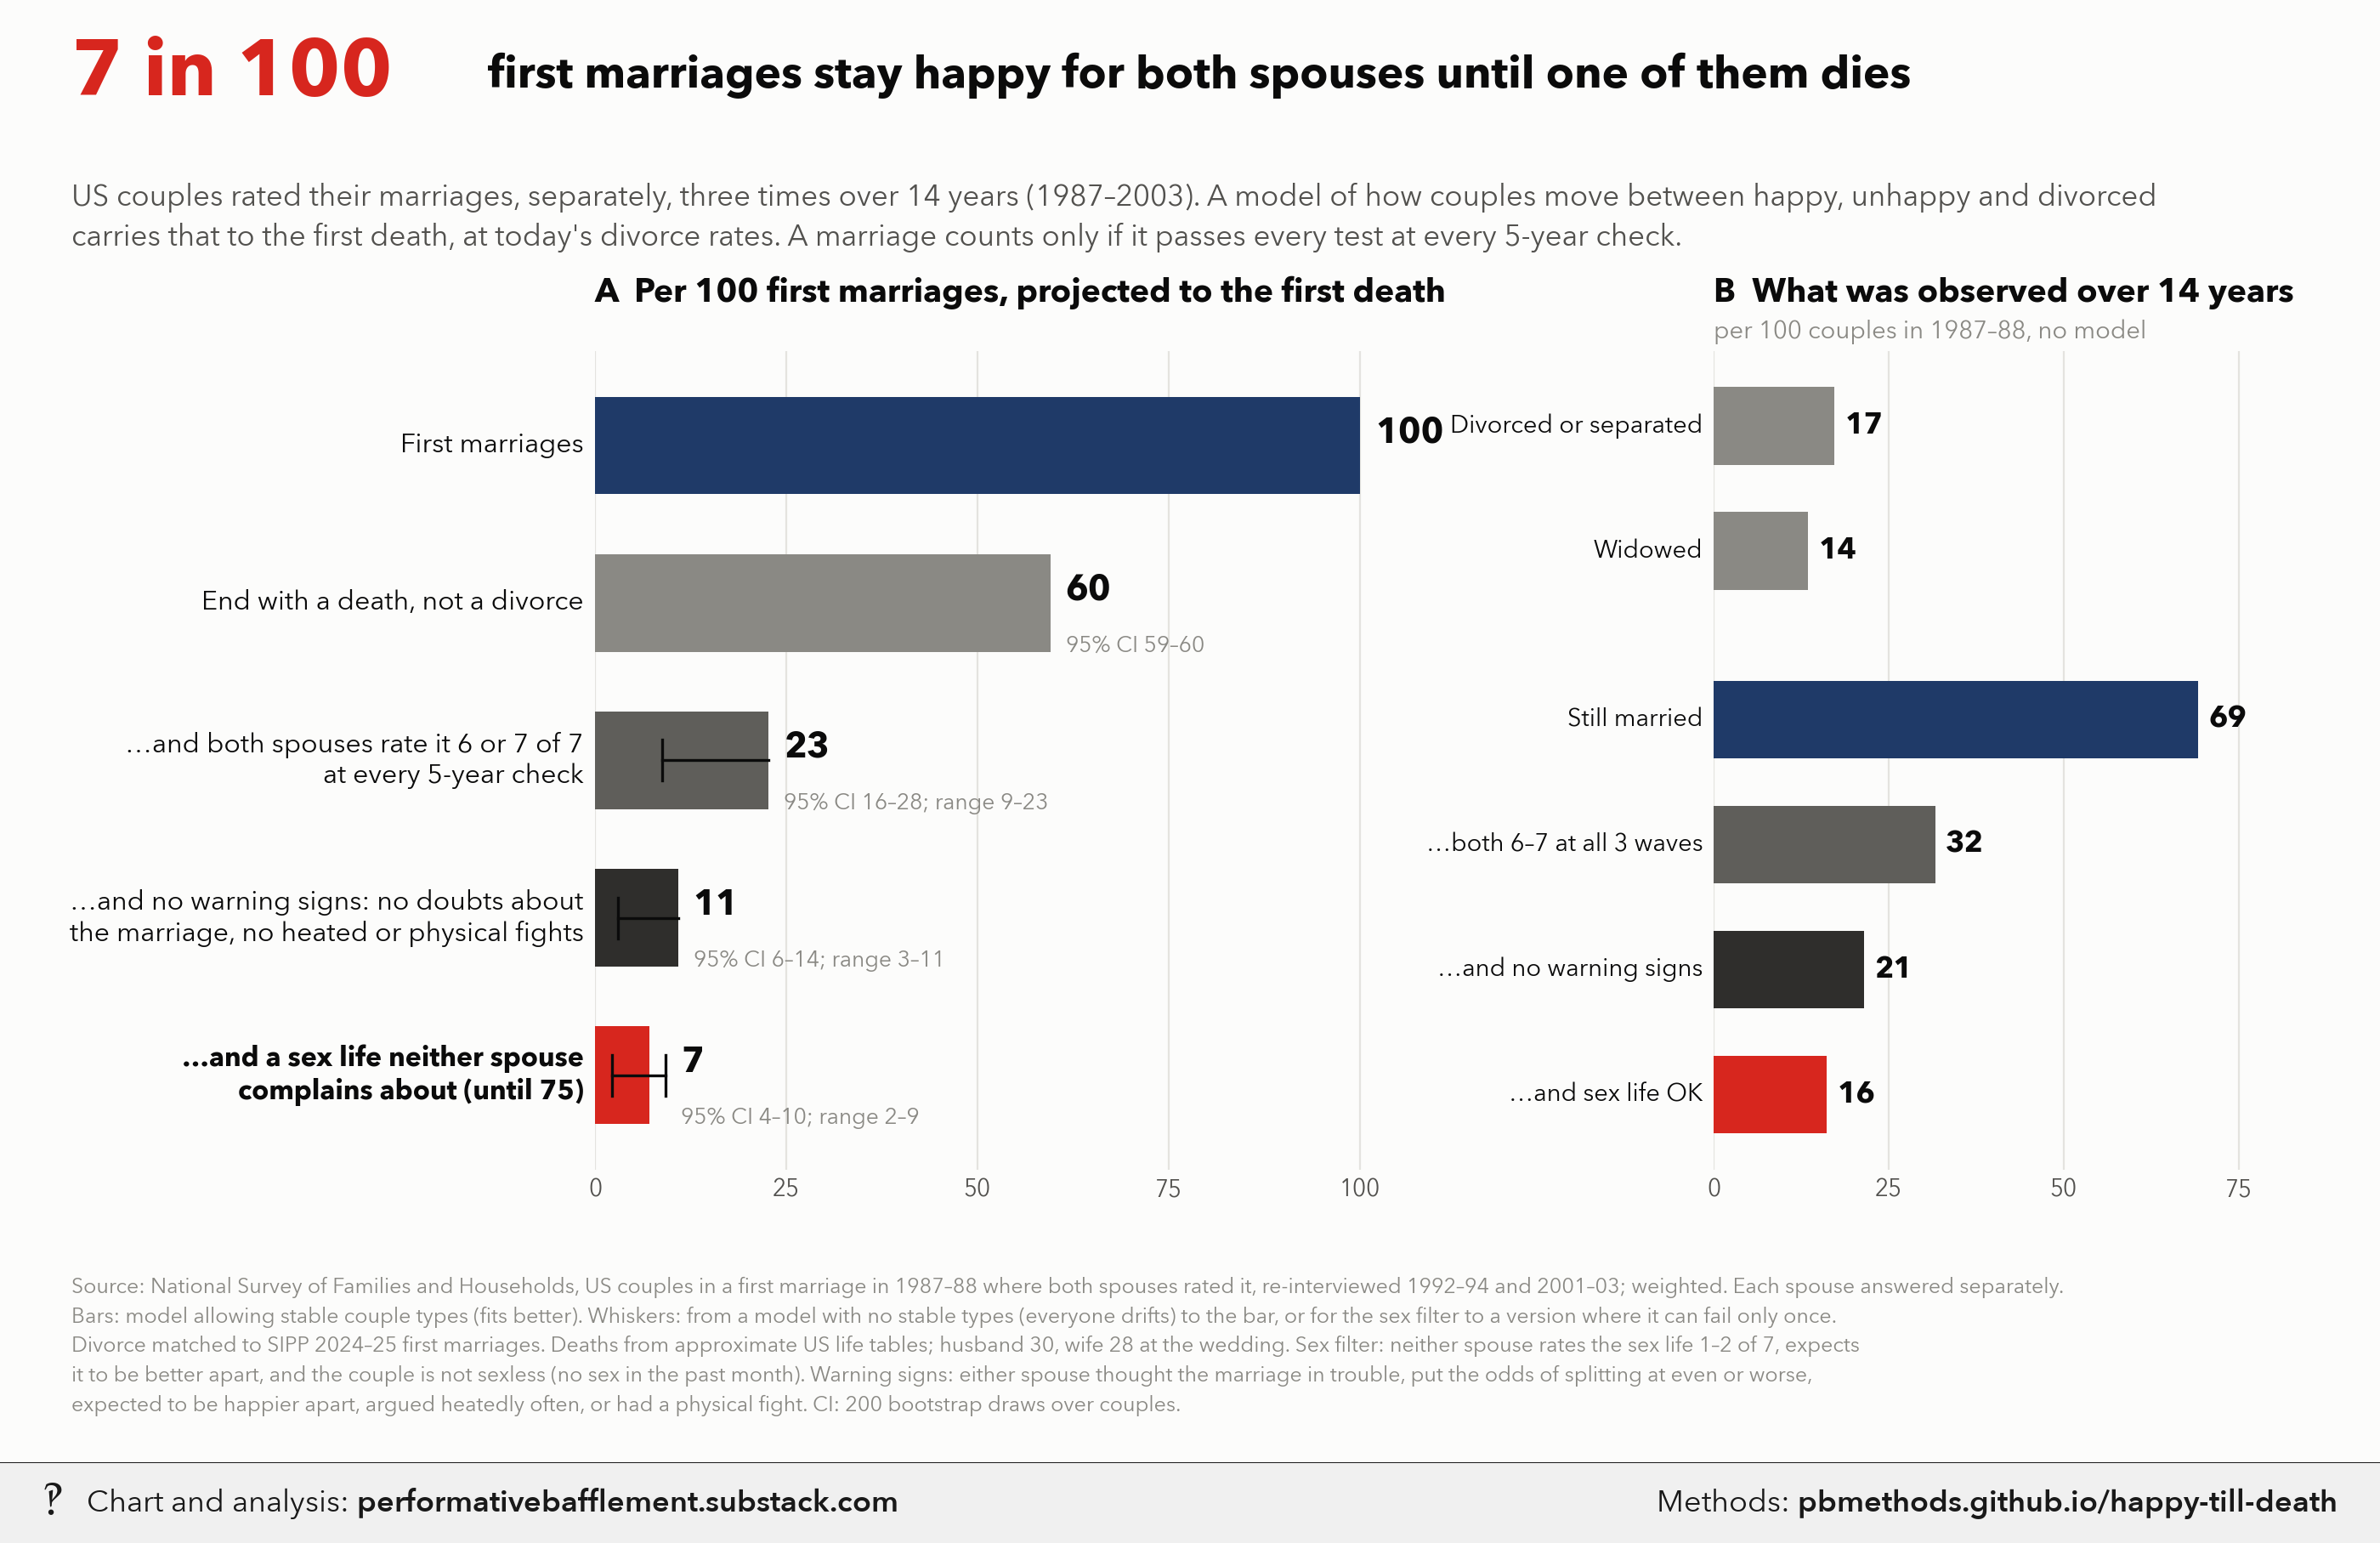 7 in 100 first marriages stay happy for both spouses until one of them dies
US couples rated their marriages, separately, three times over 14 years (1987–2003). A model of how couples move between happy, unhappy and divorced
carries that to the first death, at today's divorce rates. A marriage counts only if it passes every test at every 5-year check.
A Per 100 first marriages, projected to the first death
First marriages
100
End with a death, not a divorce
60
95% CI 59–60
…and both spouses rate it 6 or 7 of 7
at every 5-year check
23
95% CI 16–28; range 9–23
…and no warning signs: no doubts about
the marriage, no heated or physical fights
11
95% CI 6–14; range 3–11
…and a sex life neither spouse
complains about (until 75)
7
95% CI 4–10; range 2–9
0 25 50 75 100
B What was observed over 14 years
per 100 couples in 1987–88, no model
Divorced or separated
17
Widowed
14
Still married
69
…both 6–7 at all 3 waves
32
…and no warning signs
21
…and sex life OK
16
0 25 50 75
Source: National Survey of Families and Households, US couples in a first marriage in 1987–88 where both spouses rated it, re-interviewed 1992–94 and 2001–03; weighted. Each spouse answered separately.
Bars: model allowing stable couple types (fits better). Whiskers: from a model with no stable types (everyone drifts) to the bar, or for the sex filter to a version where it can fail only once.
Divorce matched to SIPP 2024–25 first marriages. Deaths from approximate US life tables; husband 30, wife 28 at the wedding. Sex filter: neither spouse rates the sex life 1–2 of 7, expects
it to be better apart, and the couple is not sexless (no sex in the past month). Warning signs: either spouse thought the marriage in trouble, put the odds of splitting at even or worse,
expected to be happier apart, argued heatedly often, or had a physical fight. CI: 200 bootstrap draws over couples.
‽ Chart and analysis: performativebafflement.substack.com
Methods: pbmethods.github.io/happy-till-death